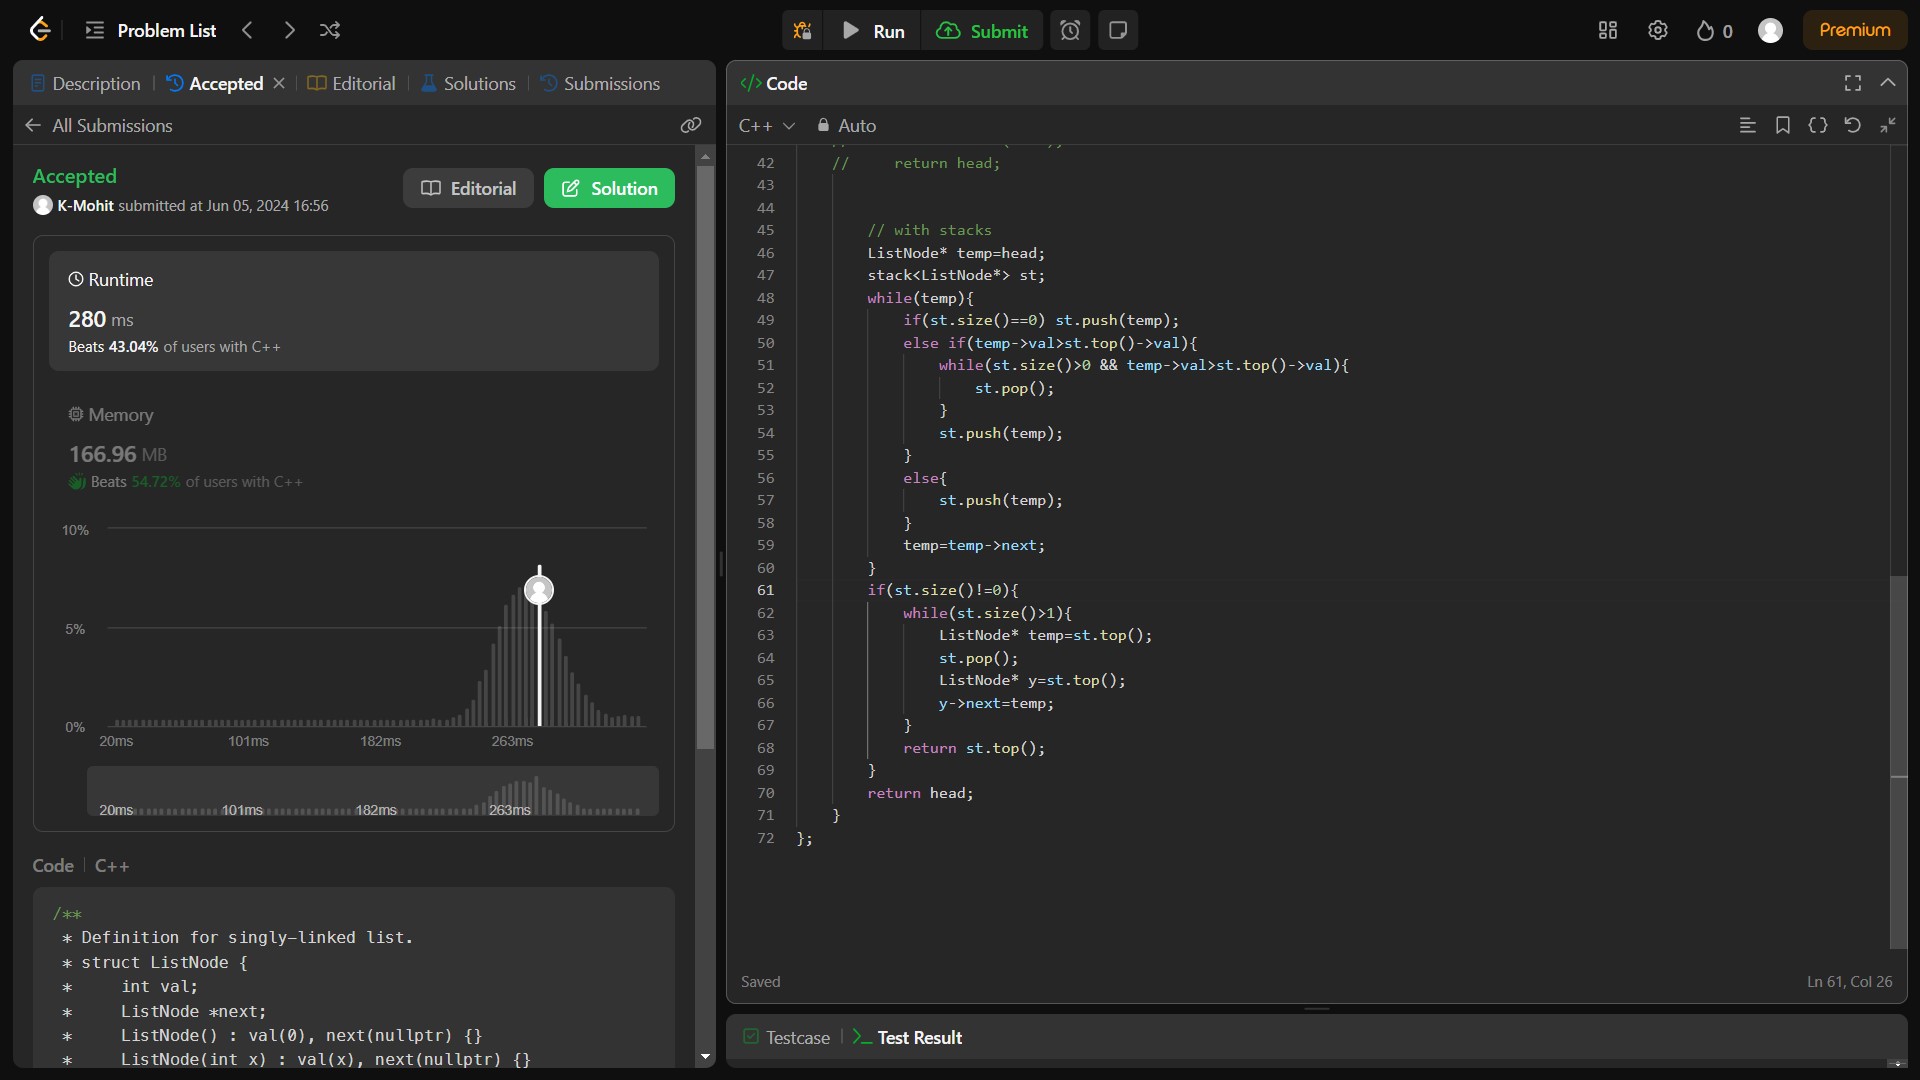 Problem List
Run
Submit
0
Premium
Description | Accepted | Editorial | Solutions | Submissions
All Submissions
Accepted
K-Mohit submitted at Jun 05, 2024 16:56
Editorial
Solution
Runtime
280 ms
Beats 43.04% of users with C++
Memory
166.96 MB
Beats 54.72% of users with C++
10%
5%
0%
20ms 101ms 182ms 263ms
20ms 101ms 182ms 263ms
Code | C++
/**
 * Definition for singly-linked list.
 * struct ListNode {
 *     int val;
 *     ListNode *next;
 *     ListNode() : val(0), next(nullptr) {}
 *     ListNode(int x) : val(x), next(nullptr) {}
</> Code
C++ Auto
42     //     return head;
43
44
45         // with stacks
46         ListNode* temp=head;
47         stack<ListNode*> st;
48         while(temp){
49             if(st.size()==0) st.push(temp);
50             else if(temp->val>st.top()->val){
51                 while(st.size()>0 && temp->val>st.top()->val){
52                     st.pop();
53                 }
54                 st.push(temp);
55             }
56             else{
57                 st.push(temp);
58             }
59             temp=temp->next;
60         }
61         if(st.size()!=0){
62             while(st.size()>1){
63                 ListNode* temp=st.top();
64                 st.pop();
65                 ListNode* y=st.top();
66                 y->next=temp;
67             }
68             return st.top();
69         }
70         return head;
71     }
72 };
Saved
Ln 61, Col 26
Testcase | Test Result